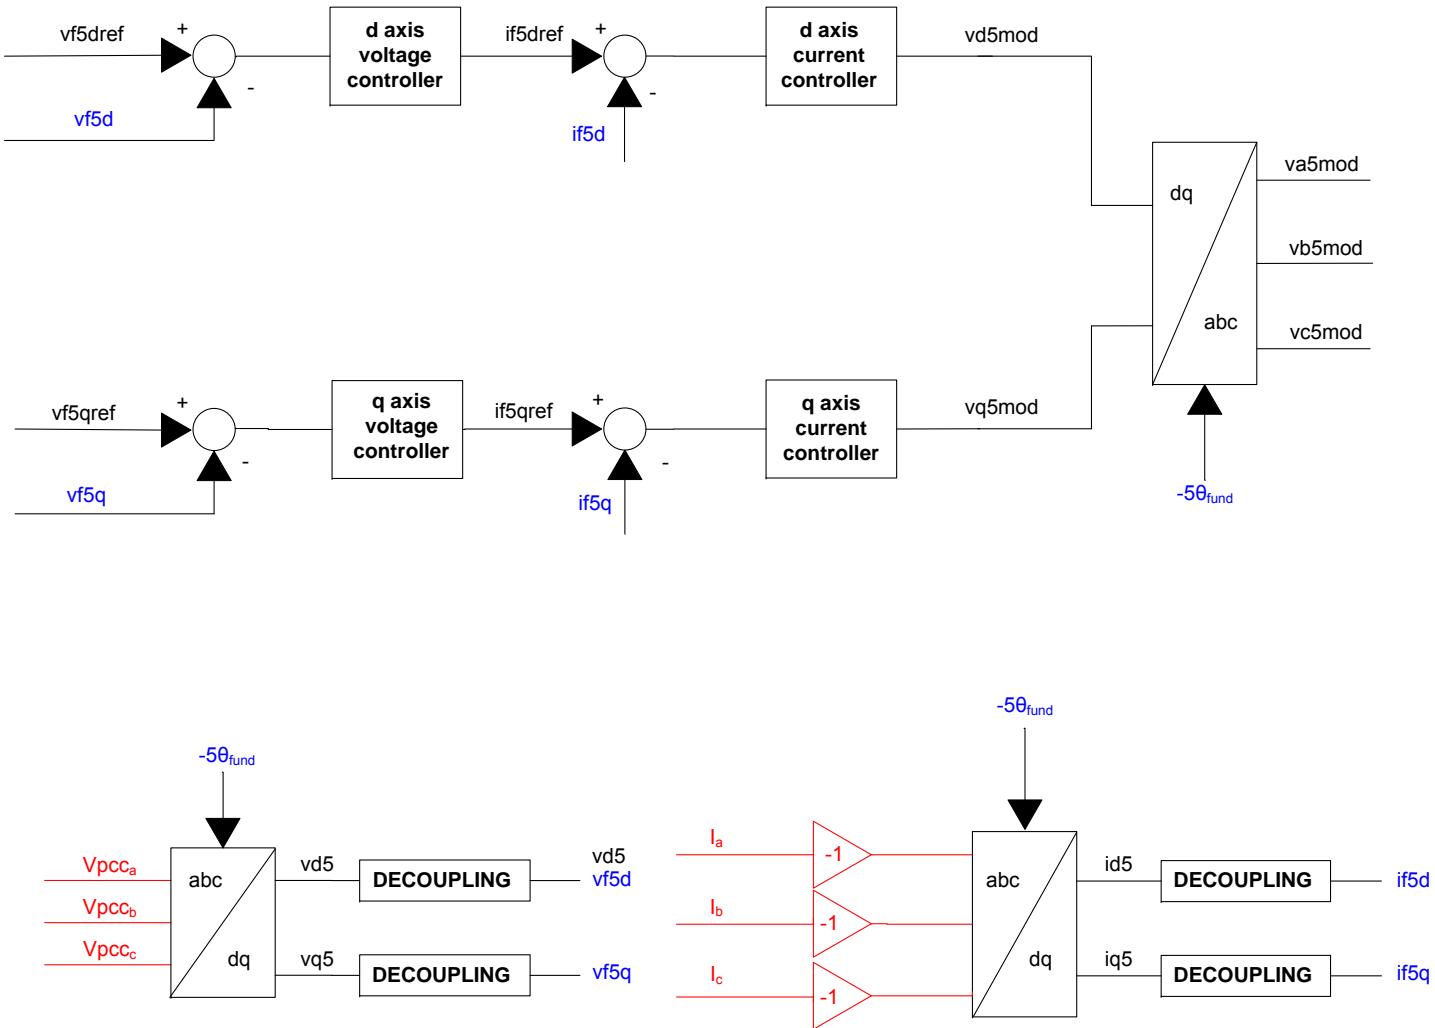 vf5dref
+
d axis
voltage
controller
if5dref
+
d axis
current
controller
vd5mod
-
vf5d
-
if5d
dq
abc
va5mod
vb5mod
vc5mod
-5θfund
vf5qref
+
q axis
voltage
controller
if5qref
+
q axis
current
controller
vq5mod
-
vf5q
-
if5q
-5θfund
Vpcca
Vpccb
Vpccc
abc
dq
vd5
DECOUPLING
vd5
vf5d
vq5
DECOUPLING
vf5q
-5θfund
Ia
-1
Ib
-1
Ic
-1
abc
dq
id5
DECOUPLING
if5d
iq5
DECOUPLING
if5q